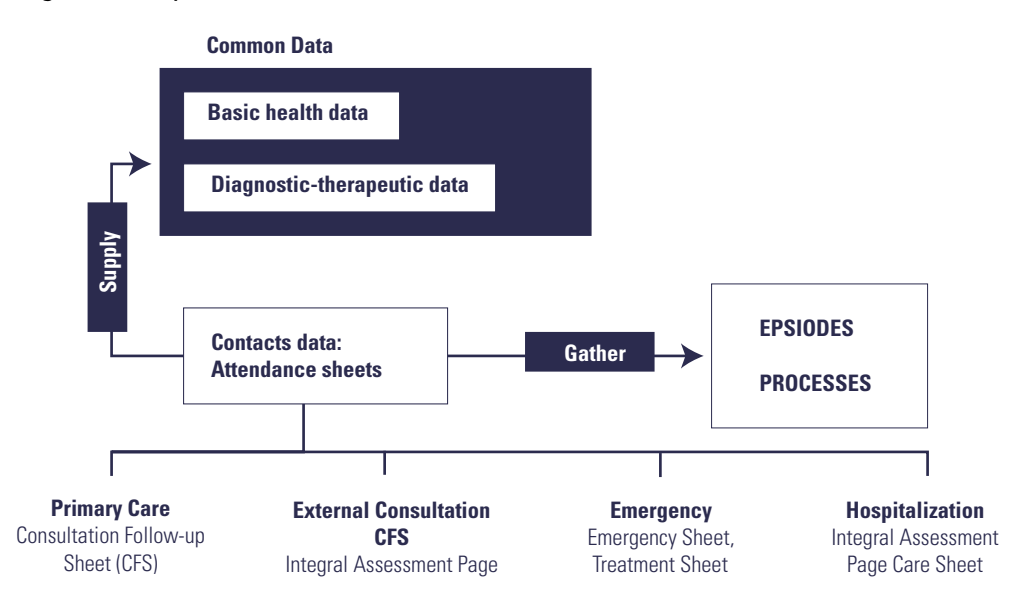 Common Data
Basic health data
Diagnostic-therapeutic data
Supply
Contacts data:
Attendance sheets
Gather
EPSIODES
PROCESSES
Primary Care
Consultation Follow-up
Sheet (CFS)
External Consultation
CFS
Integral Assessment Page
Emergency
Emergency Sheet,
Treatment Sheet
Hospitalization
Integral Assessment
Page Care Sheet